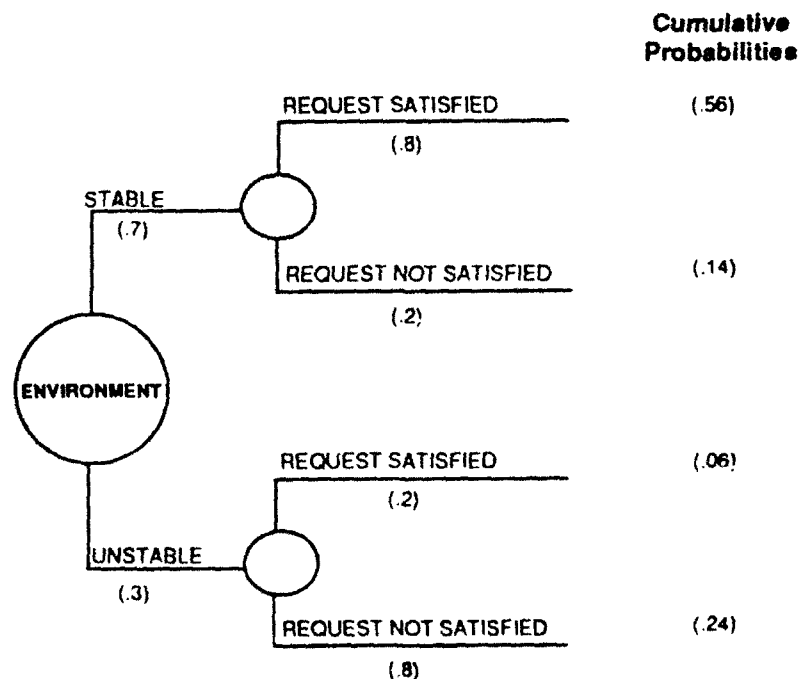 Cumulative
Probabilities
REQUEST SATISFIED
(.56)
(.8)
STABLE
(.7)
REQUEST NOT SATISFIED
(.14)
(.2)
ENVIRONMENT
REQUEST SATISFIED
(.06)
(.2)
UNSTABLE
(.3)
REQUEST NOT SATISFIED
(.24)
(.8)